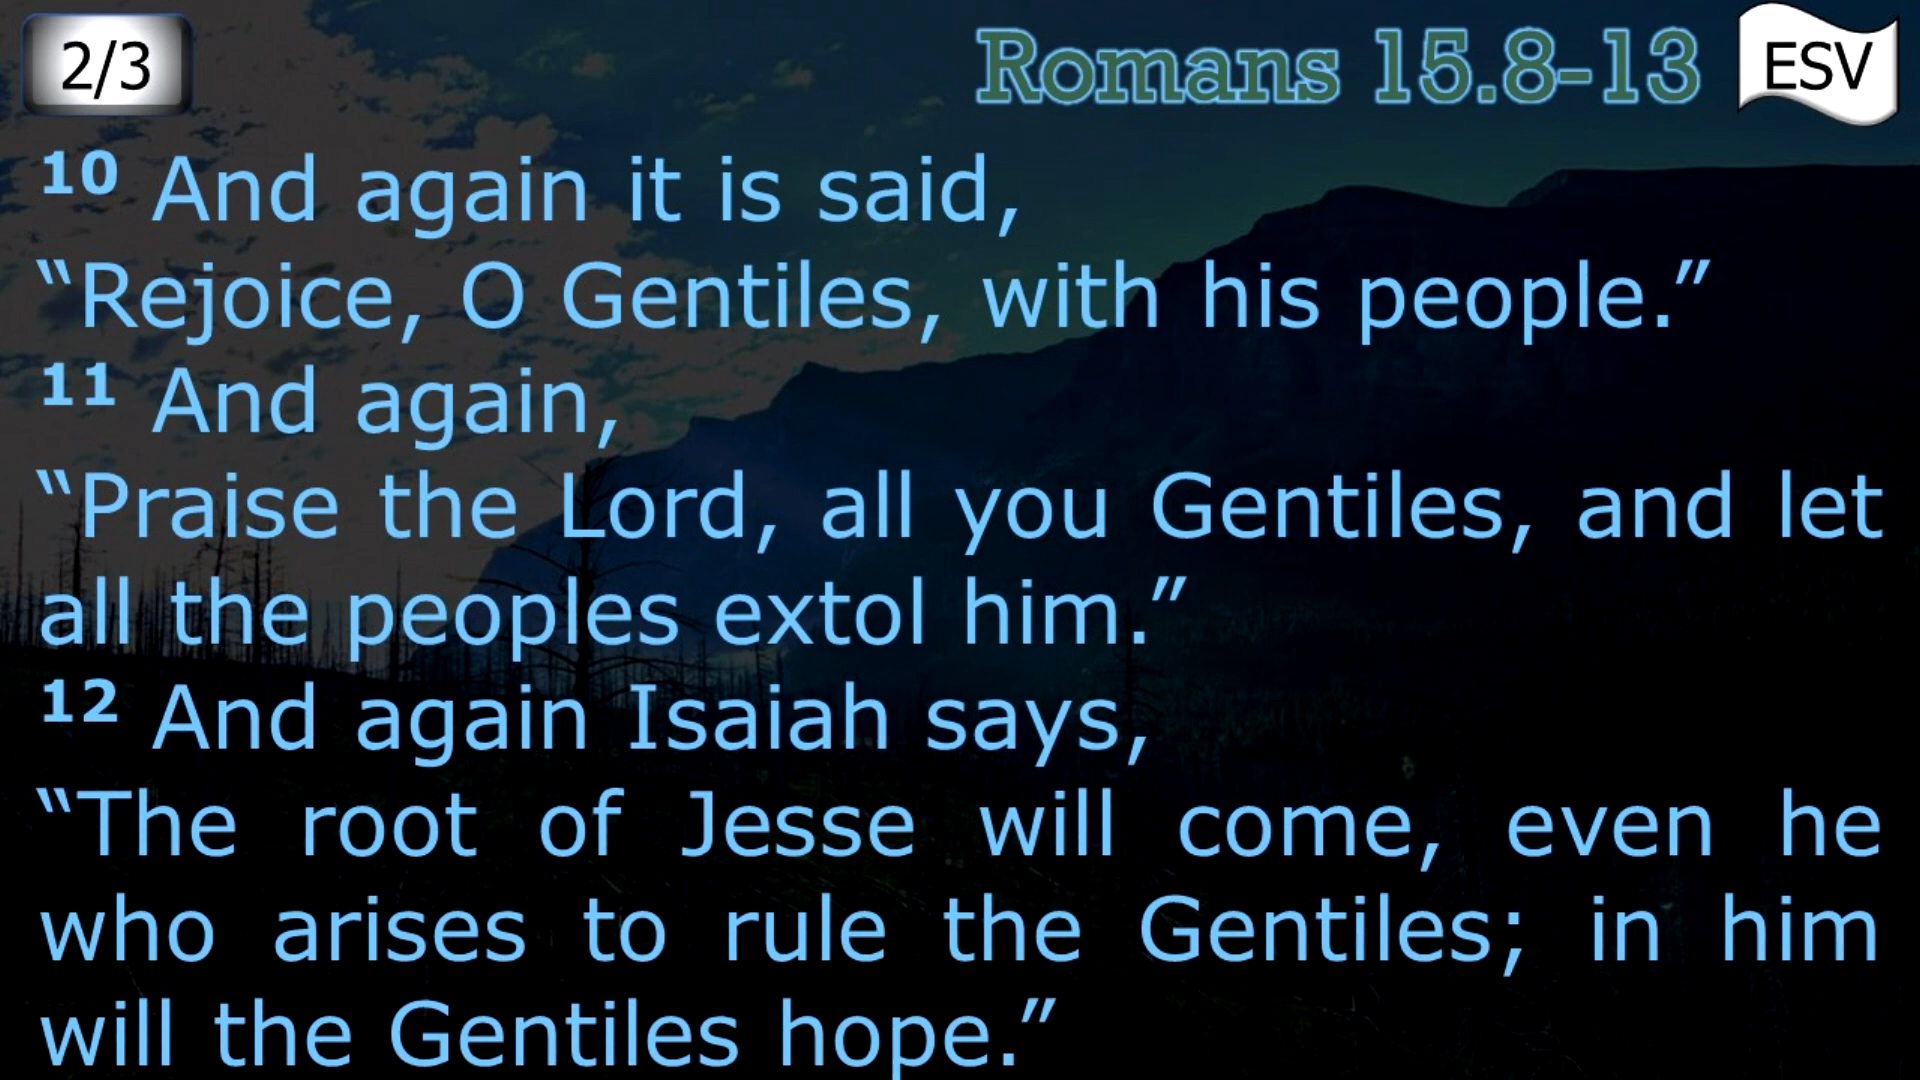 2/3
Romans 15.8-13
ESV
10 And again it is said,
“Rejoice, O Gentiles, with his people.”
11 And again,
“Praise the Lord, all you Gentiles, and let
all the peoples extol him.”
12 And again Isaiah says,
“The root of Jesse will come, even he
who arises to rule the Gentiles; in him
will the Gentiles hope.”